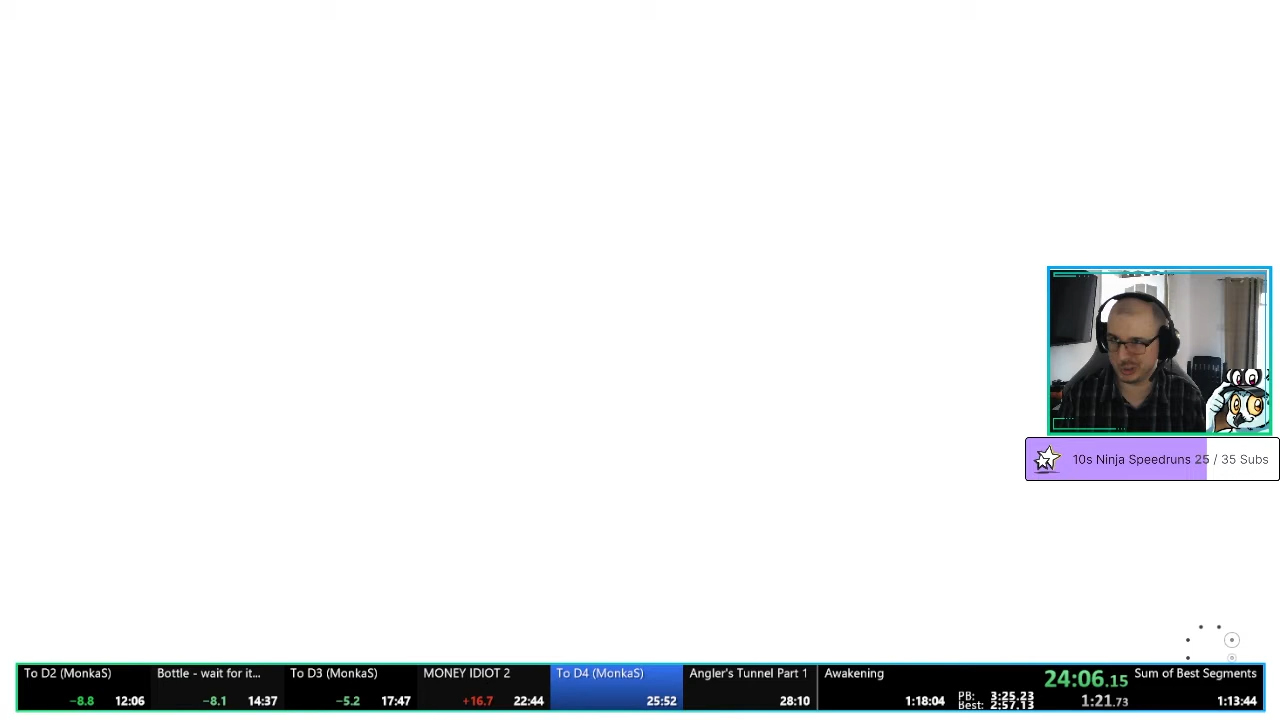 10s Ninja Speedruns 25 / 35 Subs
To D2 (MonkaS)
-8.8 12:06
Bottle - wait for it...
-8.1 14:37
To D3 (MonkaS)
-5.2 17:47
MONEY IDIOT 2
+16.7 22:44
To D4 (MonkaS)
25:52
Angler's Tunnel Part 1
28:10
Awakening
1:18:04
24:06.15
PB: 3:25.23
Best: 2:57.13
1:21.73
Sum of Best Segments
1:13:44